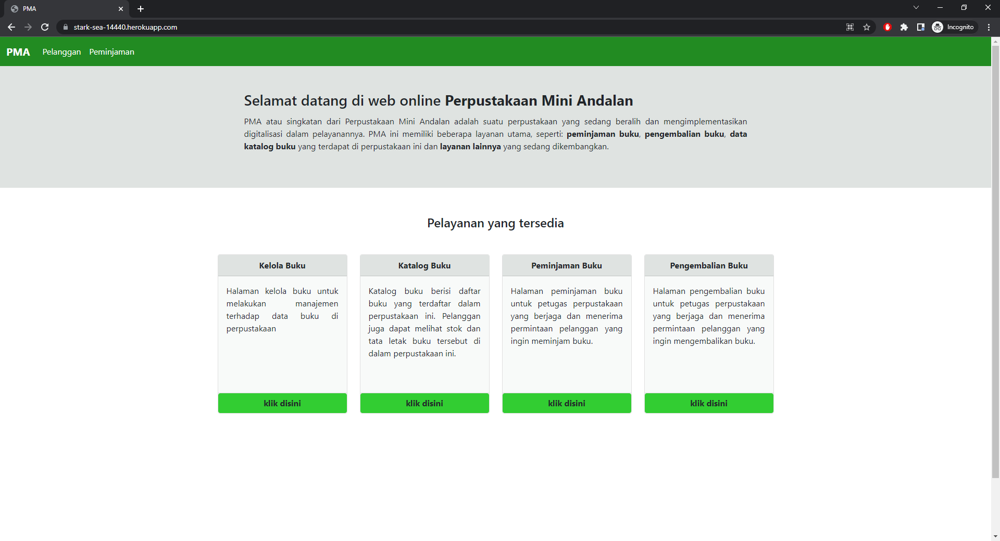 PMA
stark-sea-14440.herokuapp.com
Incognito
PMA Pelanggan Peminjaman
Selamat datang di web online Perpustakaan Mini Andalan
PMA atau singkatan dari Perpustakaan Mini Andalan adalah suatu perpustakaan yang sedang beralih dan mengimplementasikan
digitalisasi dalam pelayanannya. PMA ini memiliki beberapa layanan utama, seperti: peminjaman buku, pengembalian buku, data
katalog buku yang terdapat di perpustakaan ini dan layanan lainnya yang sedang dikembangkan.
Pelayanan yang tersedia
Kelola Buku
Halaman kelola buku untuk
melakukan manajemen
terhadap data buku di
perpustakaan
klik disini
Katalog Buku
Katalog buku berisi daftar
buku yang terdaftar dalam
perpustakaan ini. Pelanggan
juga dapat melihat stok dan
tata letak buku tersebut di
dalam perpustakaan ini.
klik disini
Peminjaman Buku
Halaman peminjaman buku
untuk petugas perpustakaan
yang berjaga dan menerima
permintaan pelanggan yang
ingin meminjam buku.
klik disini
Pengembalian Buku
Halaman pengembalian buku
untuk petugas perpustakaan
yang berjaga dan menerima
permintaan pelanggan yang
ingin mengembalikan buku.
klik disini